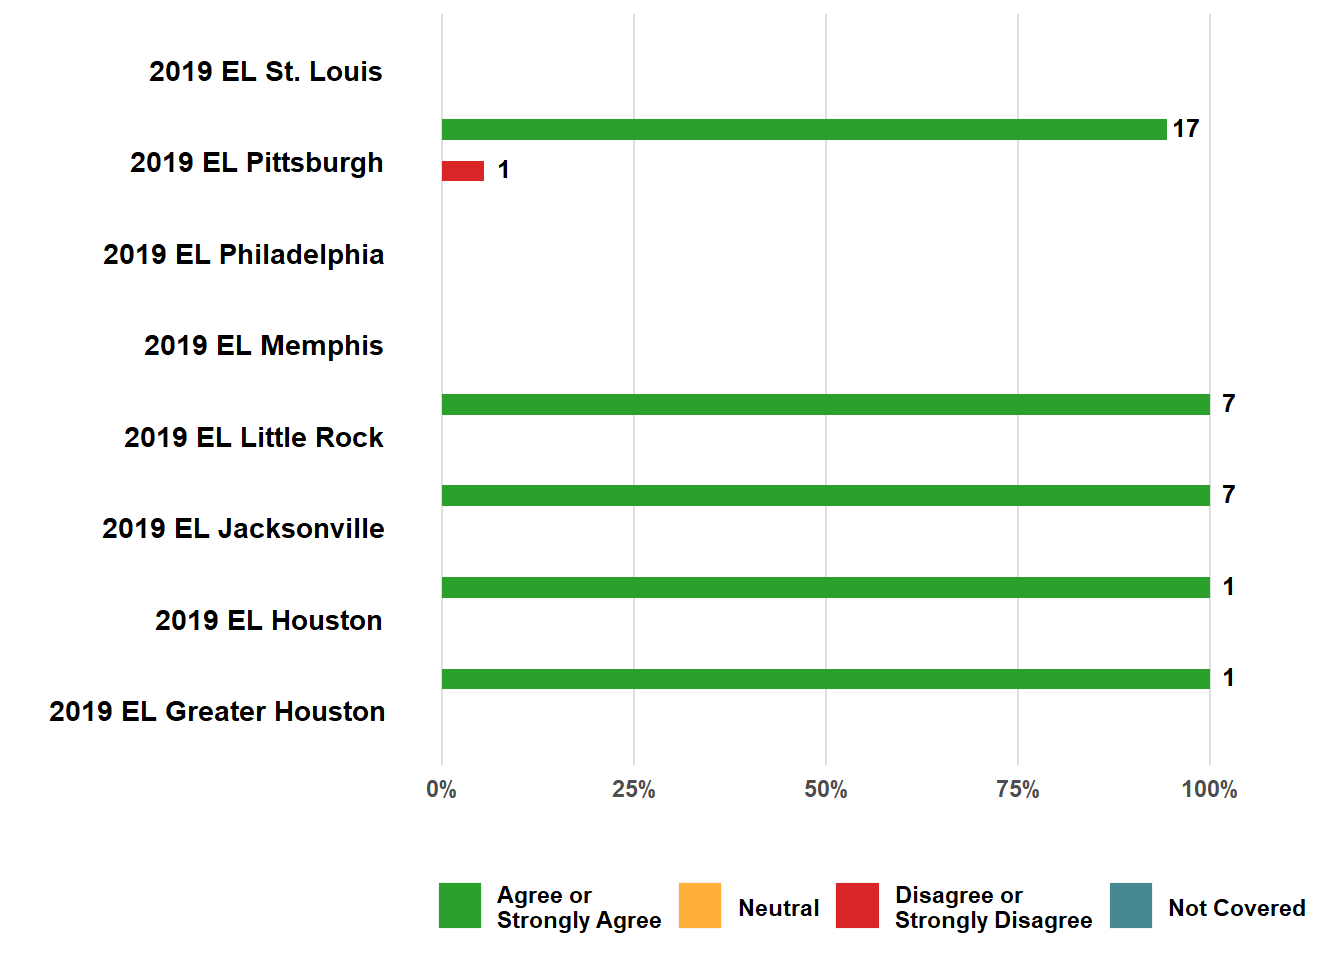 2019 EL St. Louis
17
2019 EL Pittsburgh
1
2019 EL Philadelphia
2019 EL Memphis
7
2019 EL Little Rock
7
2019 EL Jacksonville
1
2019 EL Houston
1
2019 EL Greater Houston
0% 25% 50% 75% 100%
Agree or
Strongly Agree
Neutral
Disagree or
Strongly Disagree
Not Covered